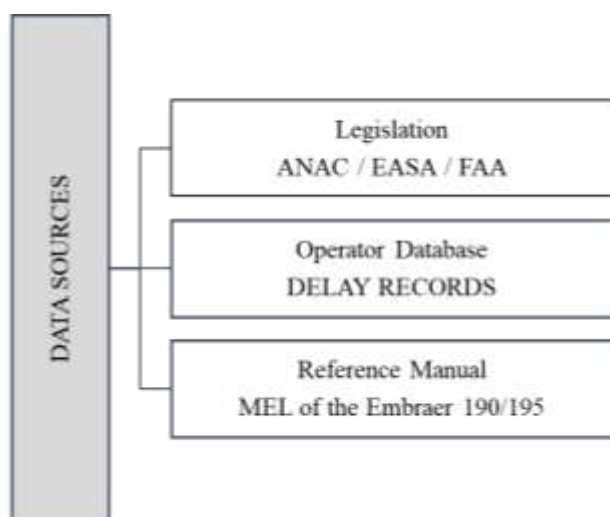 DATA SOURCES
Legislation
ANAC / EASA / FAA
Operator Database
DELAY RECORDS
Reference Manual
MEL of the Embraer 190/195